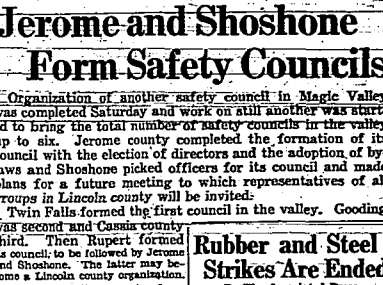 Jerome and Shoshone
Form Safety Councils
Organization of another safety council in Magic Valley
was completed Saturday and work on still another was start-
ed to bring the total number of safety councils in the valley
up to six. Jerome county completed the formation of its
council with the election of directors and the adoption of by-
laws and Shoshone picked officers for its council and made
plans for a future meeting to which representatives of all
groups in Lincoln county will be invited.
Twin Falls formed the first council in the valley. Gooding
was second and Cassia county
third. Then Rupert formed
its council, to be followed by Jerome
and Shoshone. The latter may be-
come a Lincoln county organization.
Rubber and Steel
Strikes Are Ended